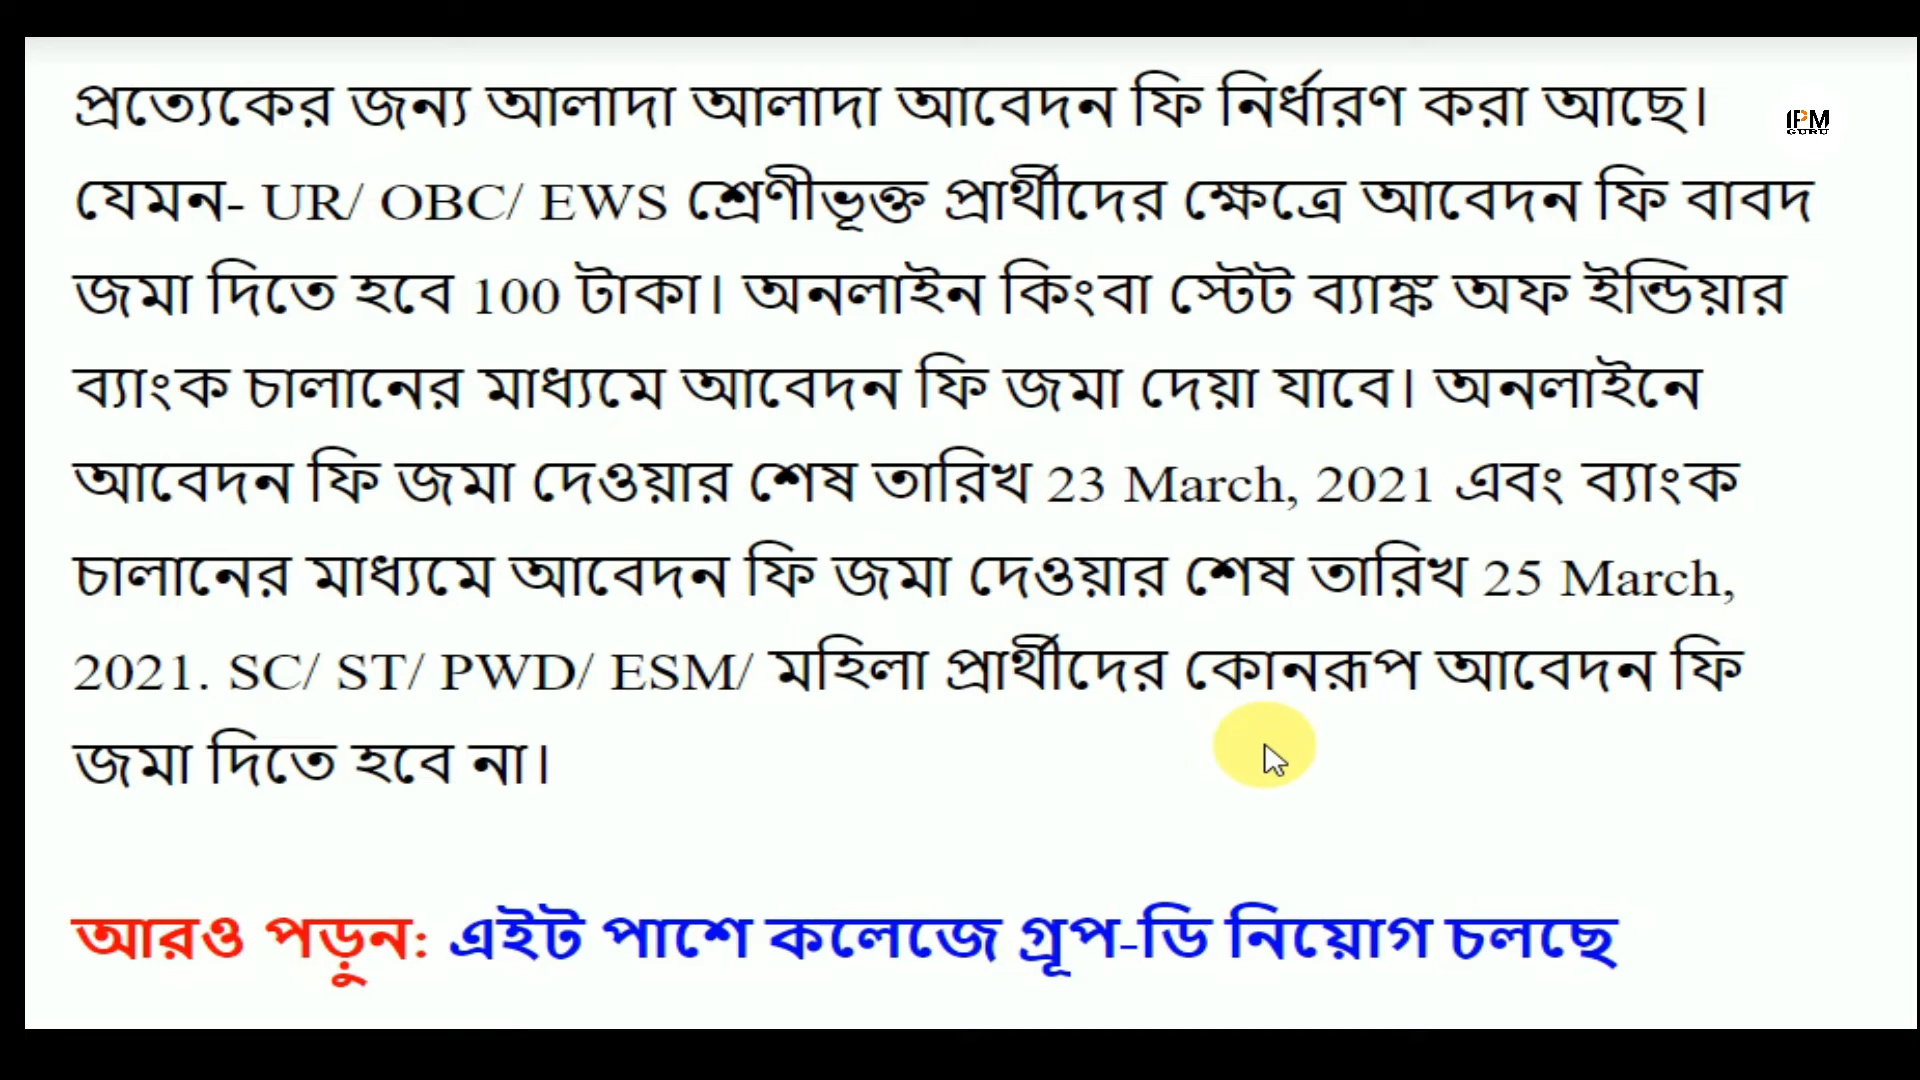 প্রত্যেকের জন্য আলাদা আলাদা আবেদন ফি নির্ধারণ করা আছে।
IPM
GURU
যেমন- UR/ OBC/ EWS শ্রেণীভূক্ত প্রার্থীদের ক্ষেত্রে আবেদন ফি বাবদ
জমা দিতে হবে 100 টাকা। অনলাইন কিংবা স্টেট ব্যাঙ্ক অফ ইন্ডিয়ার
ব্যাংক চালানের মাধ্যমে আবেদন ফি জমা দেয়া যাবে। অনলাইনে
আবেদন ফি জমা দেওয়ার শেষ তারিখ 23 March, 2021 এবং ব্যাংক
চালানের মাধ্যমে আবেদন ফি জমা দেওয়ার শেষ তারিখ 25 March,
2021. SC/ ST/ PWD/ ESM/ মহিলা প্রার্থীদের কোনরূপ আবেদন ফি
জমা দিতে হবে না।
আরও পড়ুন: এইট পাশে কলেজে গ্রূপ-ডি নিয়োগ চলছে